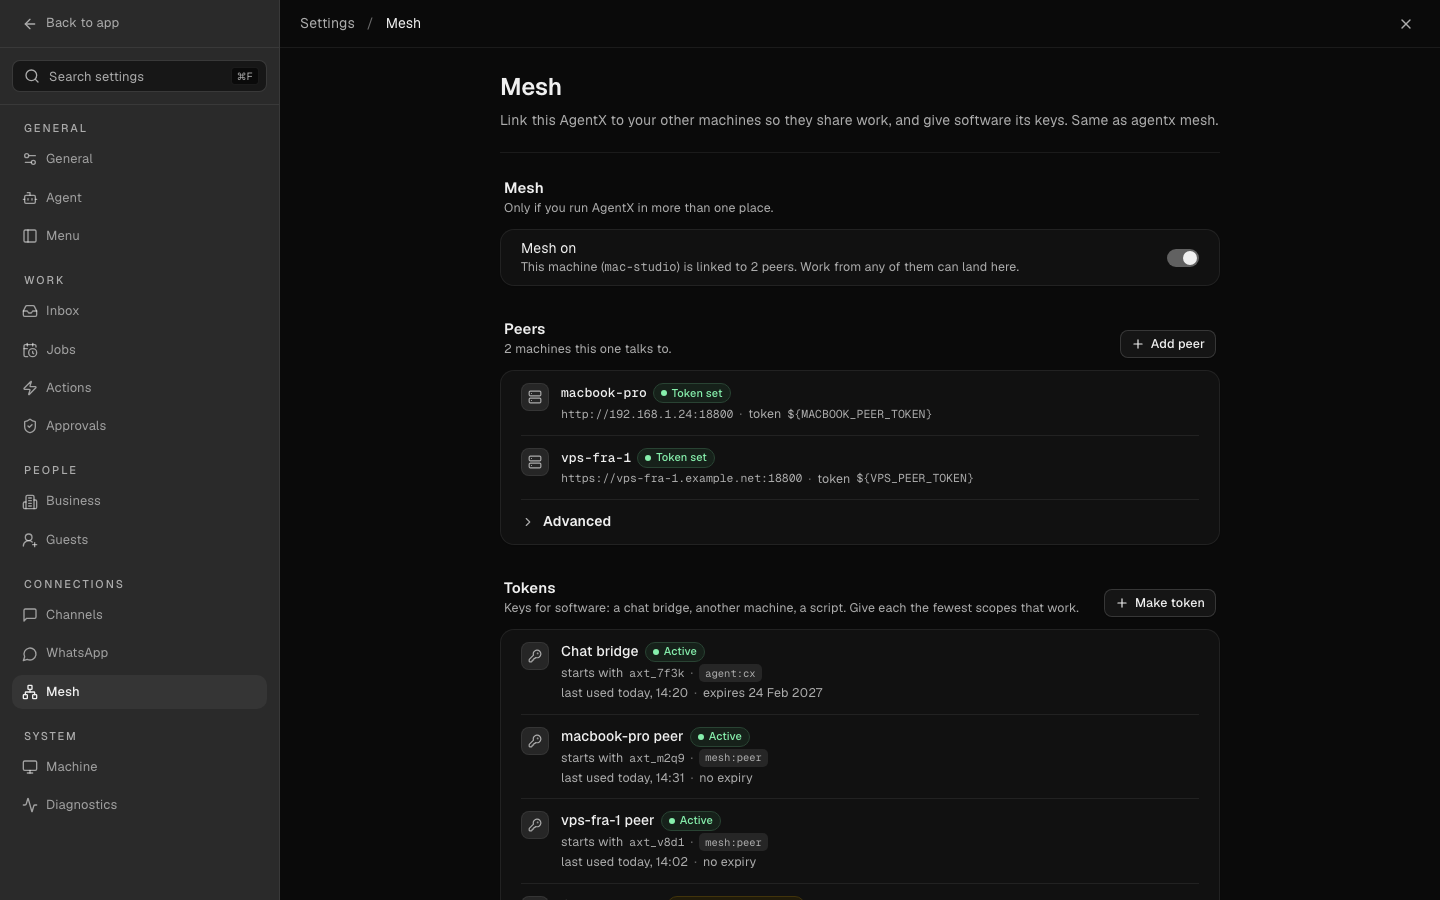 Back to app
Settings / Mesh
Search settings ⌘F
GENERAL
General
Agent
Menu
WORK
Inbox
Jobs
Actions
Approvals
PEOPLE
Business
Guests
CONNECTIONS
Channels
WhatsApp
Mesh
SYSTEM
Machine
Diagnostics
Mesh
Link this AgentX to your other machines so they share work, and give software its keys. Same as agentx mesh.
Mesh
Only if you run AgentX in more than one place.
Mesh on
This machine (mac-studio) is linked to 2 peers. Work from any of them can land here.
Peers
2 machines this one talks to.
Add peer
macbook-pro Token set
http://192.168.1.24:18800 · token ${MACBOOK_PEER_TOKEN}
vps-fra-1 Token set
https://vps-fra-1.example.net:18800 · token ${VPS_PEER_TOKEN}
Advanced
Tokens
Keys for software: a chat bridge, another machine, a script. Give each the fewest scopes that work.
Make token
Chat bridge Active
starts with axt_7f3k · agent:cx
last used today, 14:20 · expires 24 Feb 2027
macbook-pro peer Active
starts with axt_m2q9 · mesh:peer
last used today, 14:31 · no expiry
vps-fra-1 peer Active
starts with axt_v8d1 · mesh:peer
last used today, 14:02 · no expiry